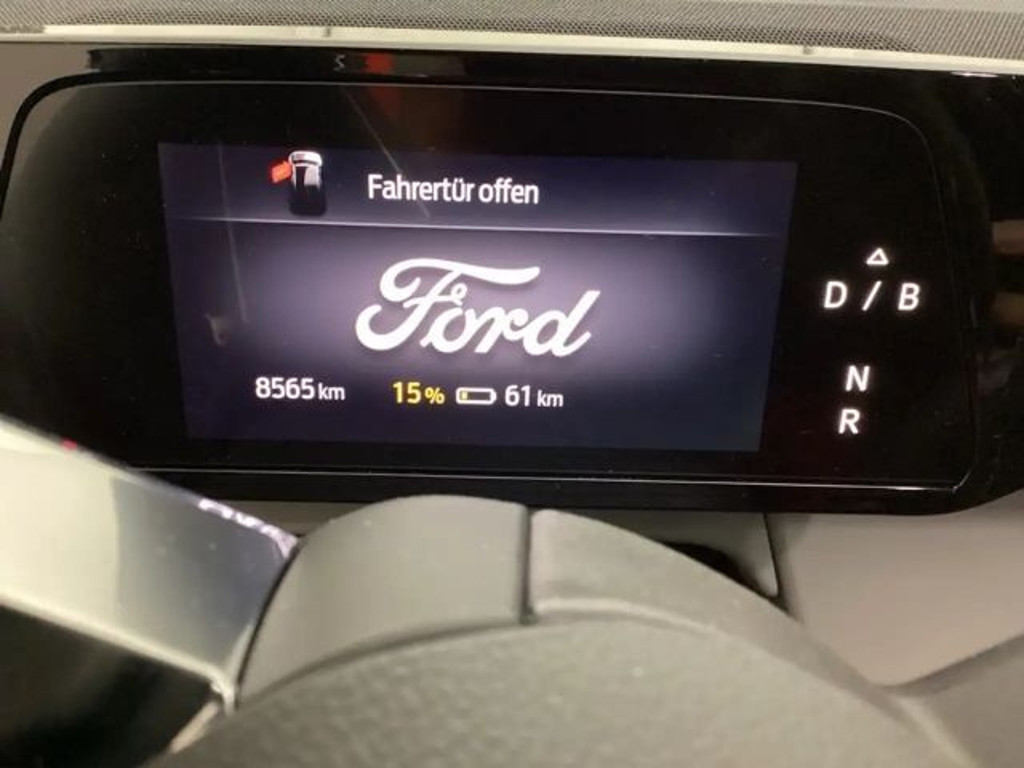 Fahrertür offen
Ford
8565 km 15% 61 km
D / B
N
R